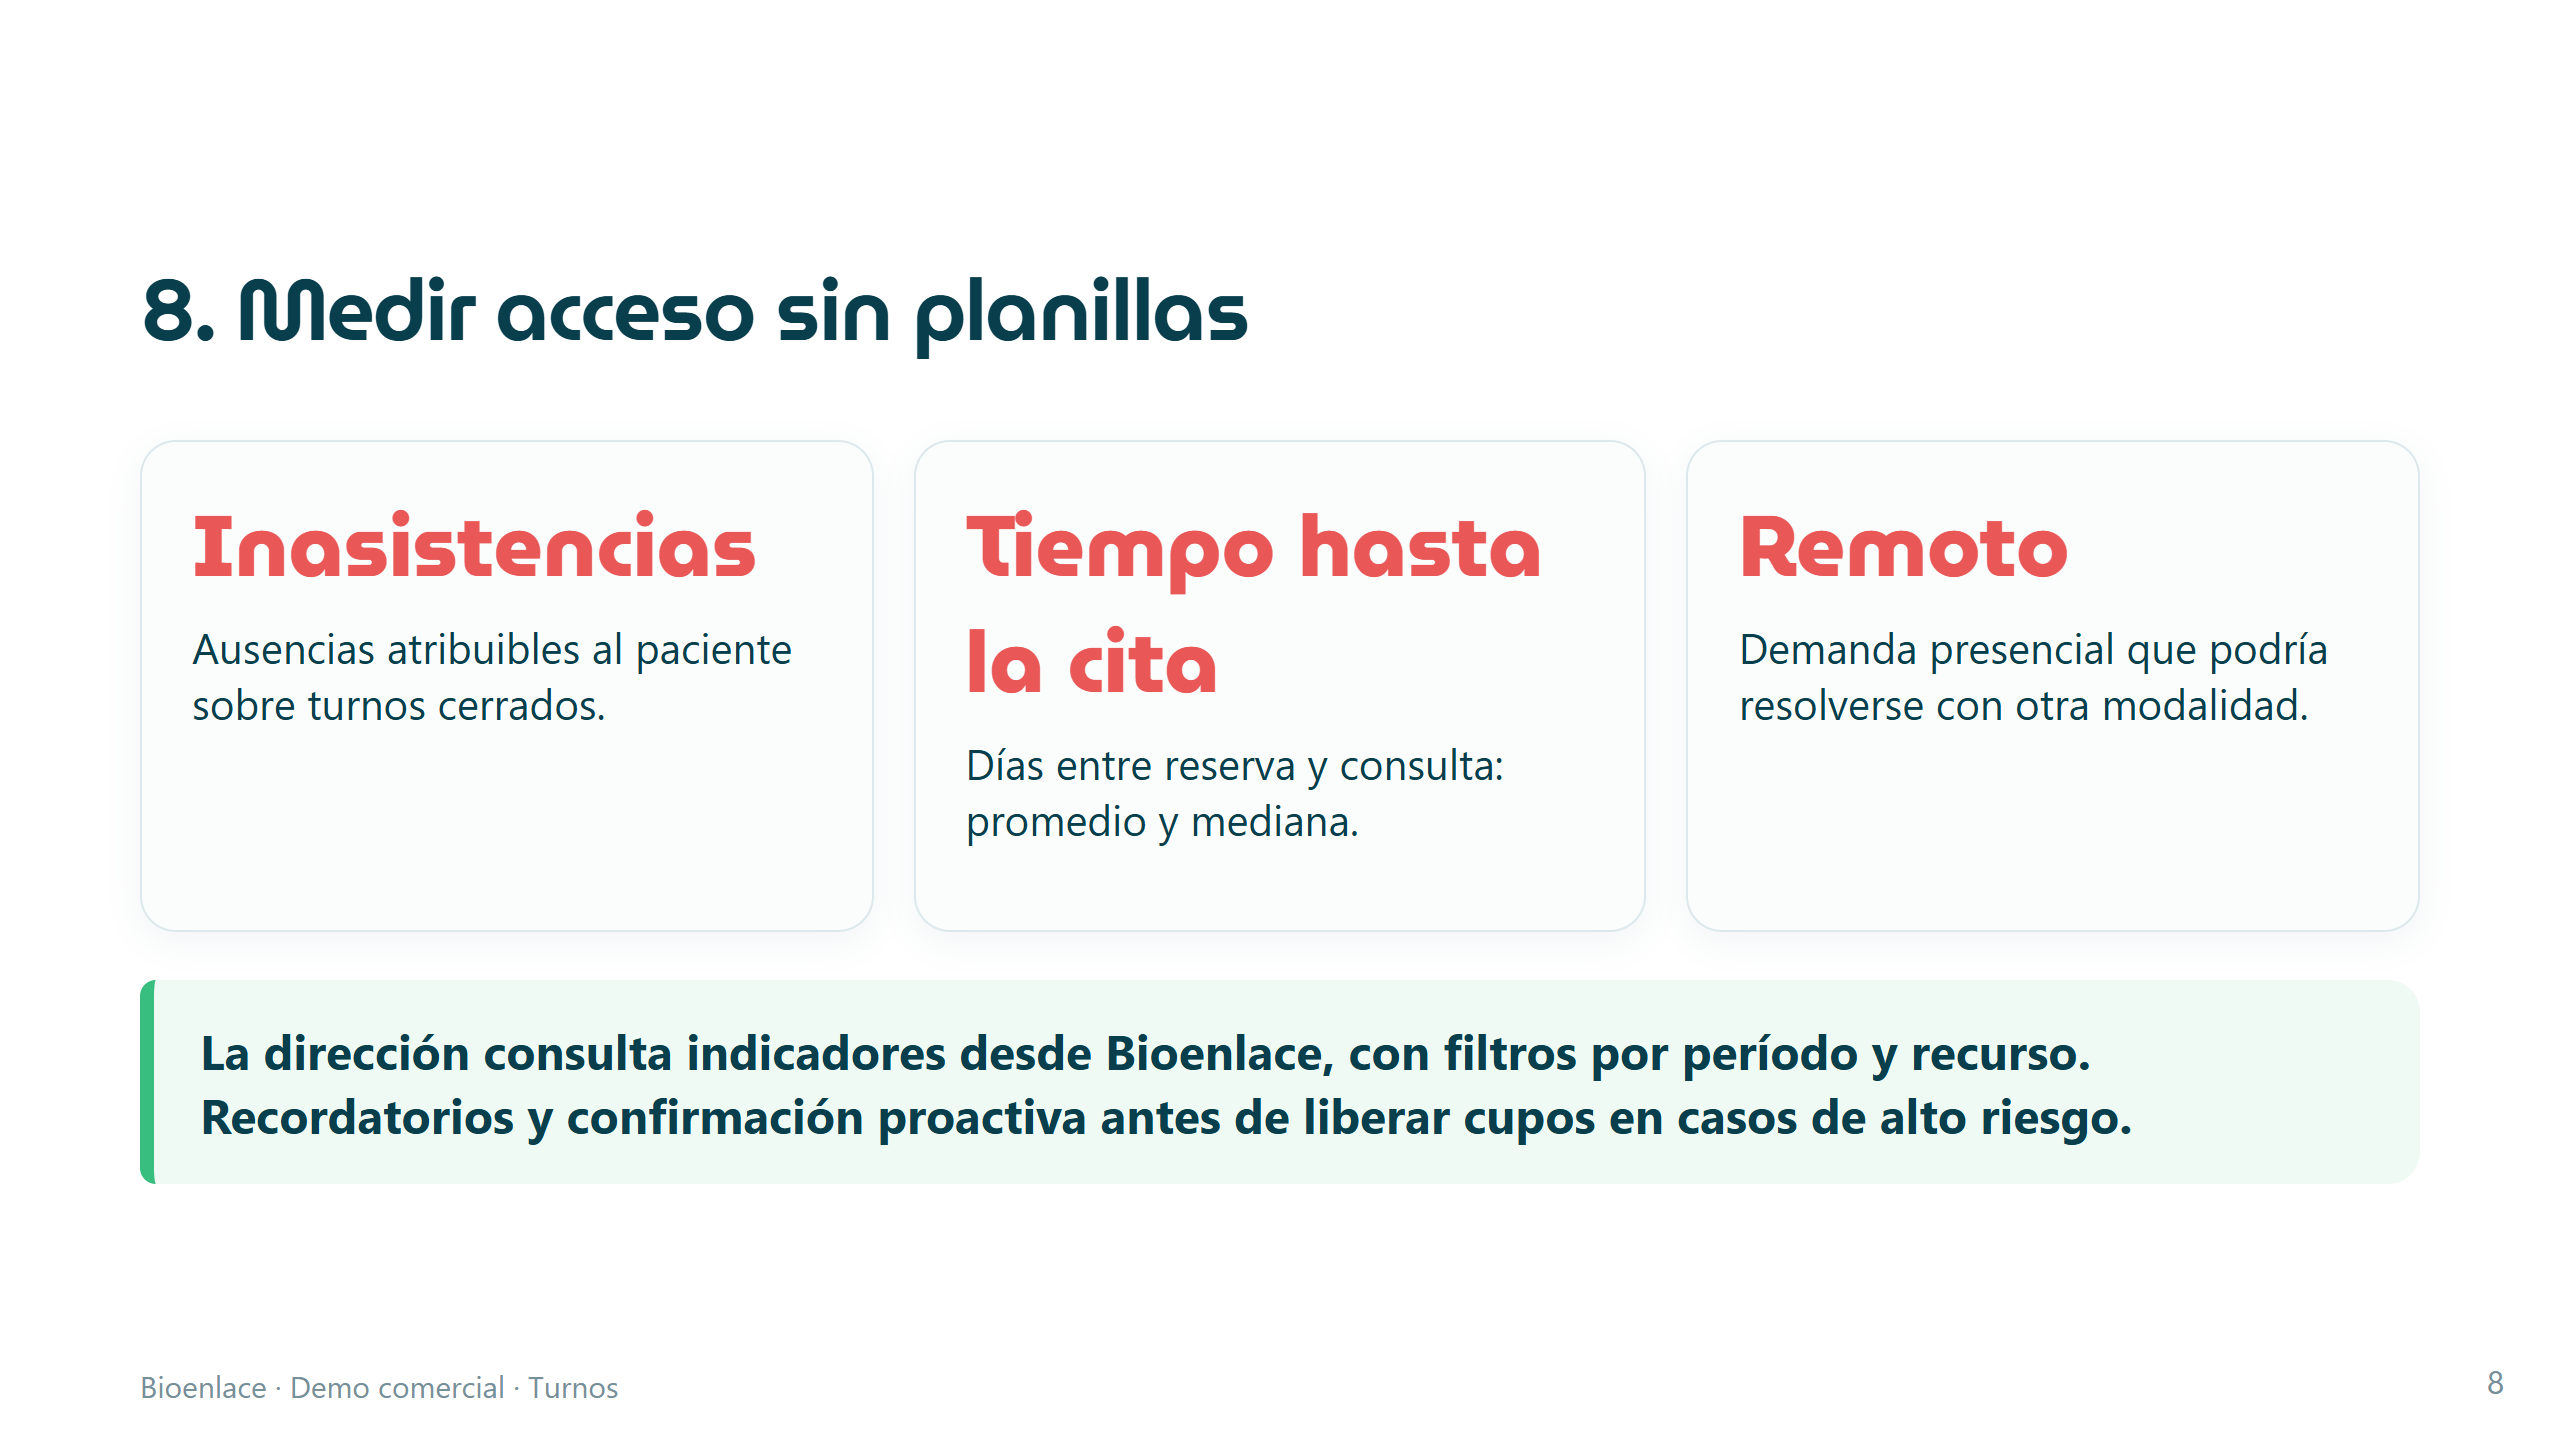 8. Medir acceso sin planillas
Inasistencias
Ausencias atribuibles al paciente
sobre turnos cerrados.
Tiempo hasta
la cita
Días entre reserva y consulta:
promedio y mediana.
Remoto
Demanda presencial que podría
resolverse con otra modalidad.
La dirección consulta indicadores desde Bioenlace, con filtros por período y recurso.
Recordatorios y confirmación proactiva antes de liberar cupos en casos de alto riesgo.
Bioenlace · Demo comercial · Turnos
8